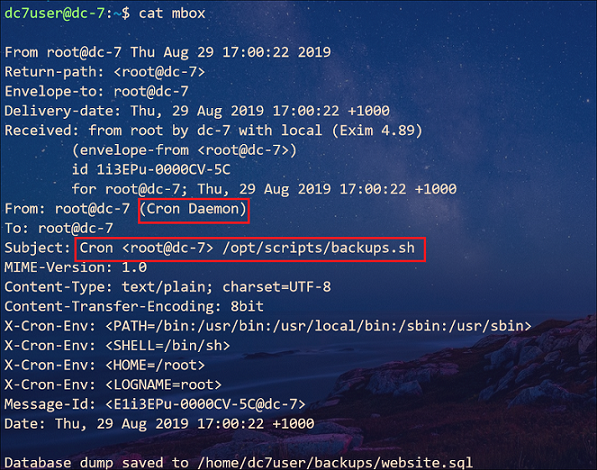 dc7user@dc-7:~$ cat mbox
From root@dc-7 Thu Aug 29 17:00:22 2019
Return-path: <root@dc-7>
Envelope-to: root@dc-7
Delivery-date: Thu, 29 Aug 2019 17:00:22 +1000
Received: from root by dc-7 with local (Exim 4.89)
(envelope-from <root@dc-7>)
id 1i3EPu-0000CV-5C
for root@dc-7; Thu, 29 Aug 2019 17:00:22 +1000
From: root@dc-7 (Cron Daemon)
To: root@dc-7
Subject: Cron <root@dc-7> /opt/scripts/backups.sh
MIME-Version: 1.0
Content-Type: text/plain; charset=UTF-8
Content-Transfer-Encoding: 8bit
X-Cron-Env: <PATH=/bin:/usr/bin:/usr/local/bin:/sbin:/usr/sbin>
X-Cron-Env: <SHELL=/bin/sh>
X-Cron-Env: <HOME=/root>
X-Cron-Env: <LOGNAME=root>
Message-Id: <E1i3EPu-0000CV-5C@dc-7>
Date: Thu, 29 Aug 2019 17:00:22 +1000
Database dump saved to /home/dc7user/backups/website.sql